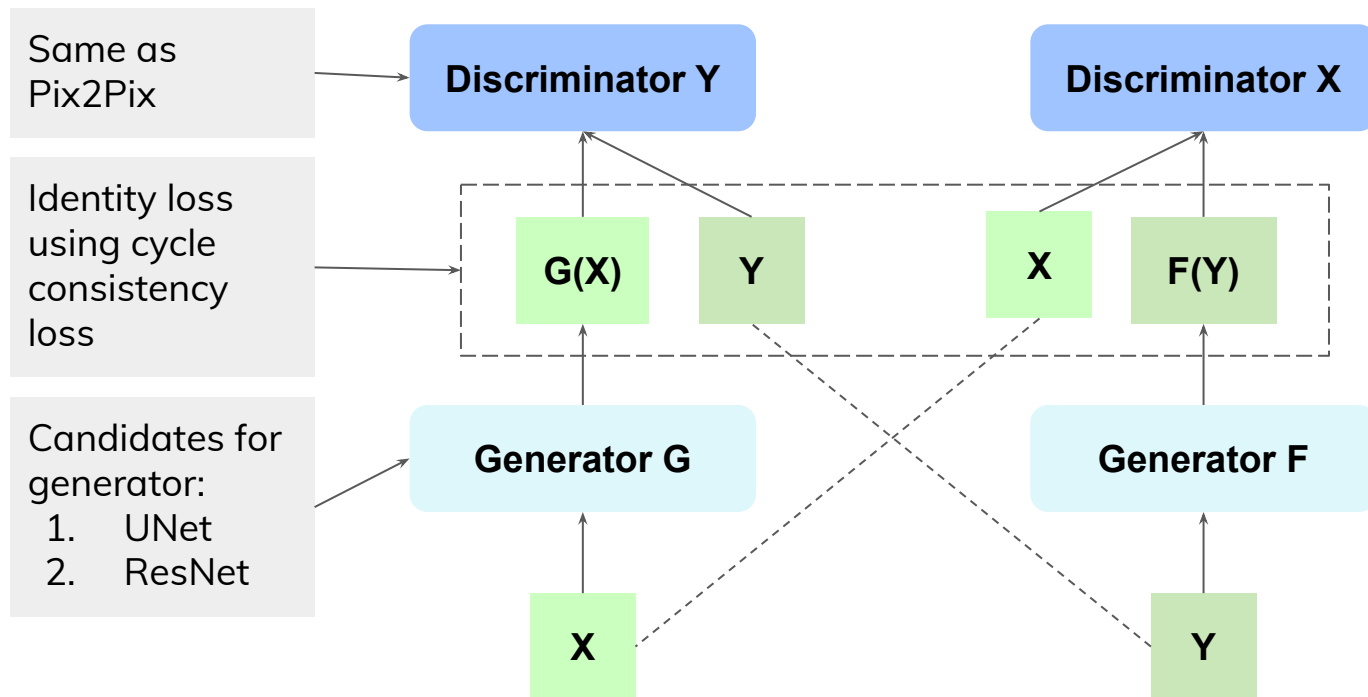 Same as
Pix2Pix
Discriminator Y
Discriminator X
Identity loss
using cycle
consistency
loss
G(X)
Y
X
F(Y)
Candidates for
generator:
1. UNet
2. ResNet
Generator G
Generator F
X
Y